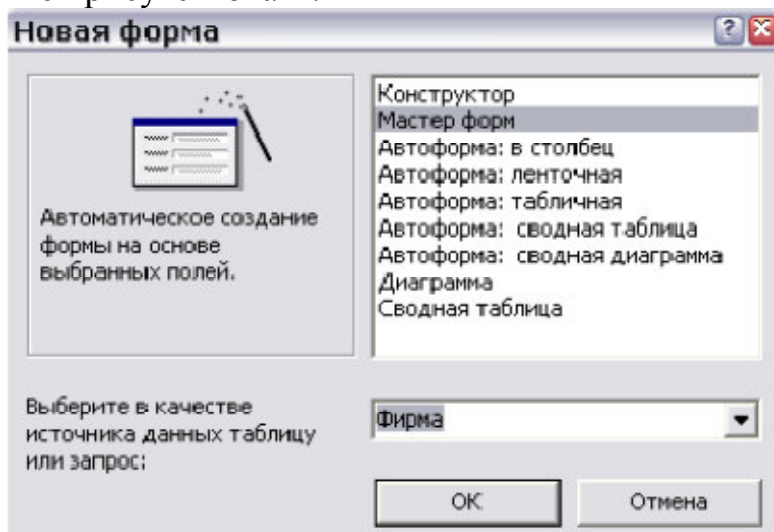 Новая форма
Конструктор
Мастер форм
Автоформа: в столбец
Автоформа: ленточная
Автоформа: табличная
Автоформа: сводная таблица
Автоформа: сводная диаграмма
Диаграмма
Сводная таблица
Автоматическое создание
формы на основе
выбранных полей.
Выберите в качестве
источника данных таблицу
или запрос:
Фирма
OK
Отмена